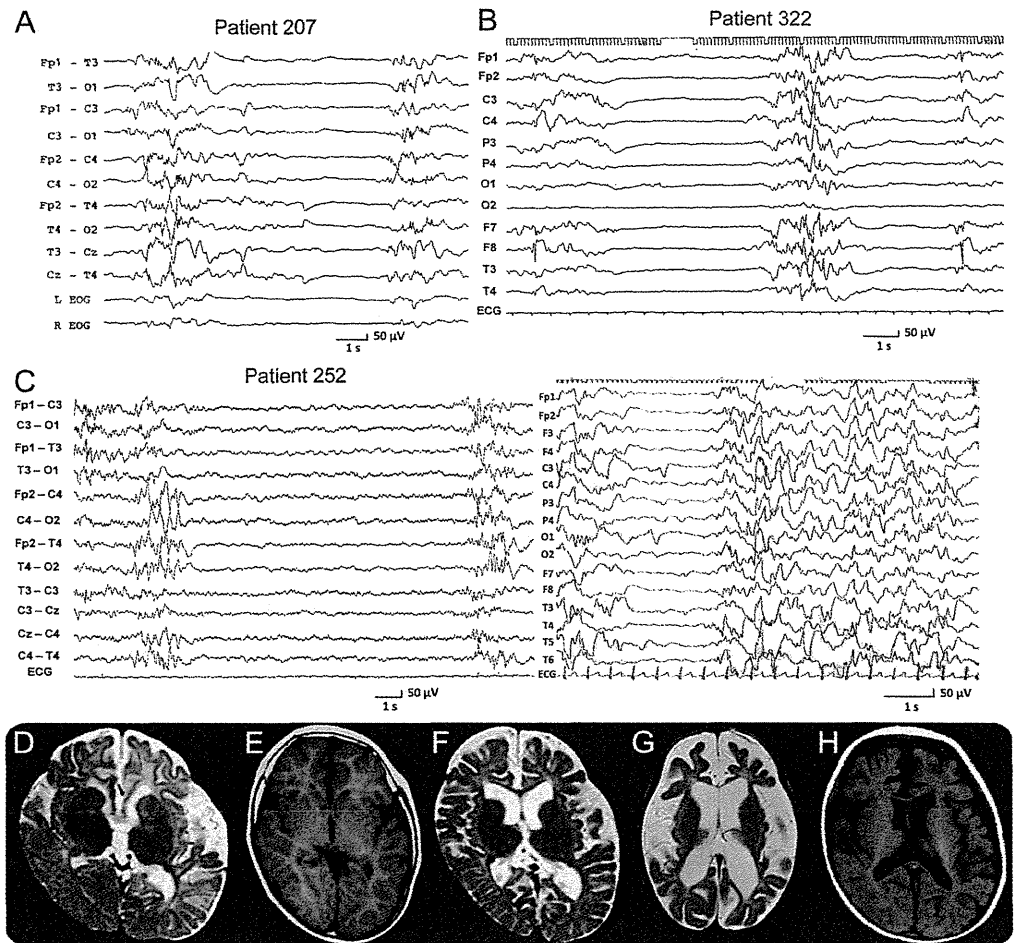 A
Patient 207
Fp1 - T3
T3 - O1
Fp1 - C3
C3 - O1
Fp2 - C4
C4 - O2
Fp2 - T4
T4 - O2
T3 - Cz
Cz - T4
L EOG
R EOG
50 µV
1 s
B
Patient 322
Fp1
Fp2
C3
C4
P3
P4
O1
O2
F7
F8
T3
T4
ECG
50 µV
1 s
C
Patient 252
Fp1 – C3
C3 – O1
Fp1 – T3
T3 – O1
Fp2 – C4
C4 – O2
Fp2 – T4
T4 – O2
T3 – C3
C3 – Cz
Cz – C4
C4 – T4
ECG
50 µV
1 s
Fp1
Fp2
F3
F4
C3
C4
P3
P4
O1
O2
F7
F8
T3
T4
T5
T6
ECG
50 µV
1 s
D
E
F
G
H